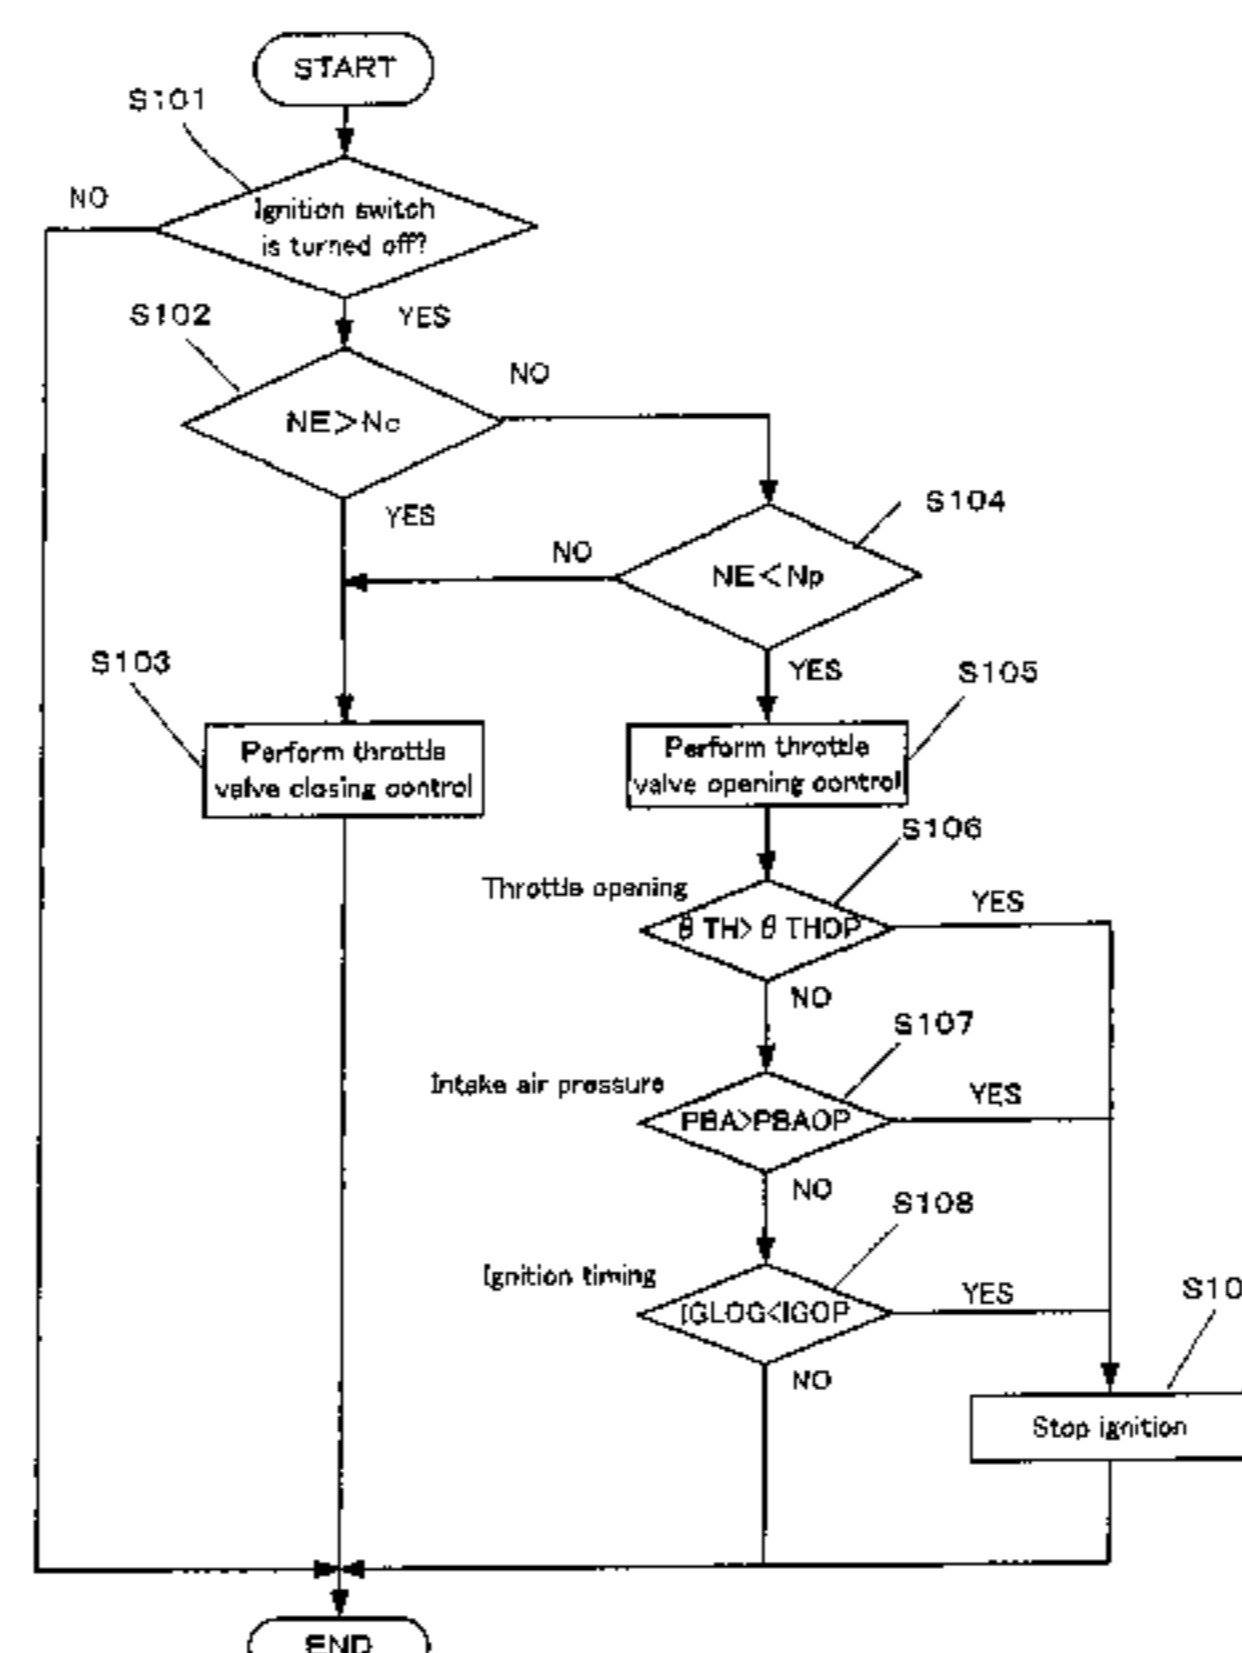 START
S101
NO
Ignition switch
is turned off?
YES
S102
NO
NE>Nc
YES
S104
NO
NE<Np
YES
S103
S105
Perform throttle
valve closing control
Perform throttle
valve opening control
S106
Throttle opening
YES
θ TH> θ THOP
NO
S107
Intake air pressure
YES
PBA>PBAOP
NO
S108
Ignition timing
YES
IGLOG<IGOP
S10
NO
Stop ignition
END